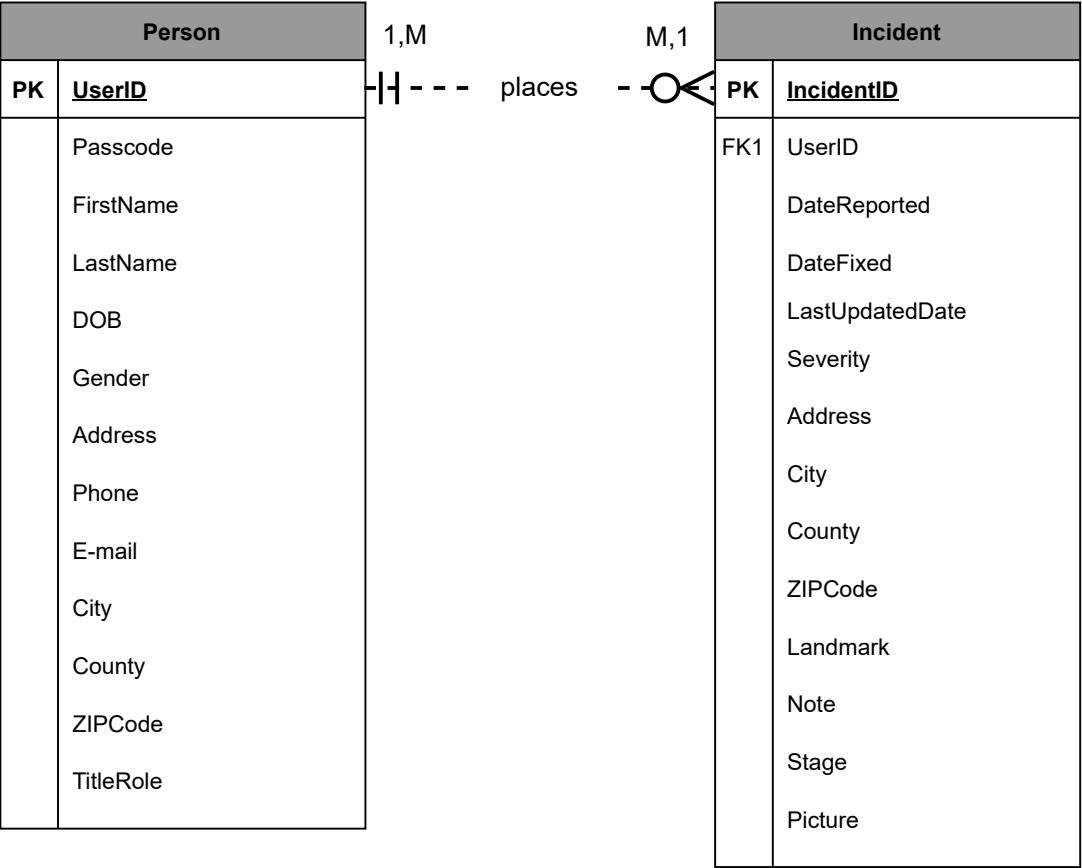 Person
PK UserID
Passcode
FirstName
LastName
DOB
Gender
Address
Phone
E-mail
City
County
ZIPCode
TitleRole
1,M
places
M,1
Incident
PK IncidentID
FK1 UserID
DateReported
DateFixed
LastUpdatedDate
Severity
Address
City
County
ZIPCode
Landmark
Note
Stage
Picture